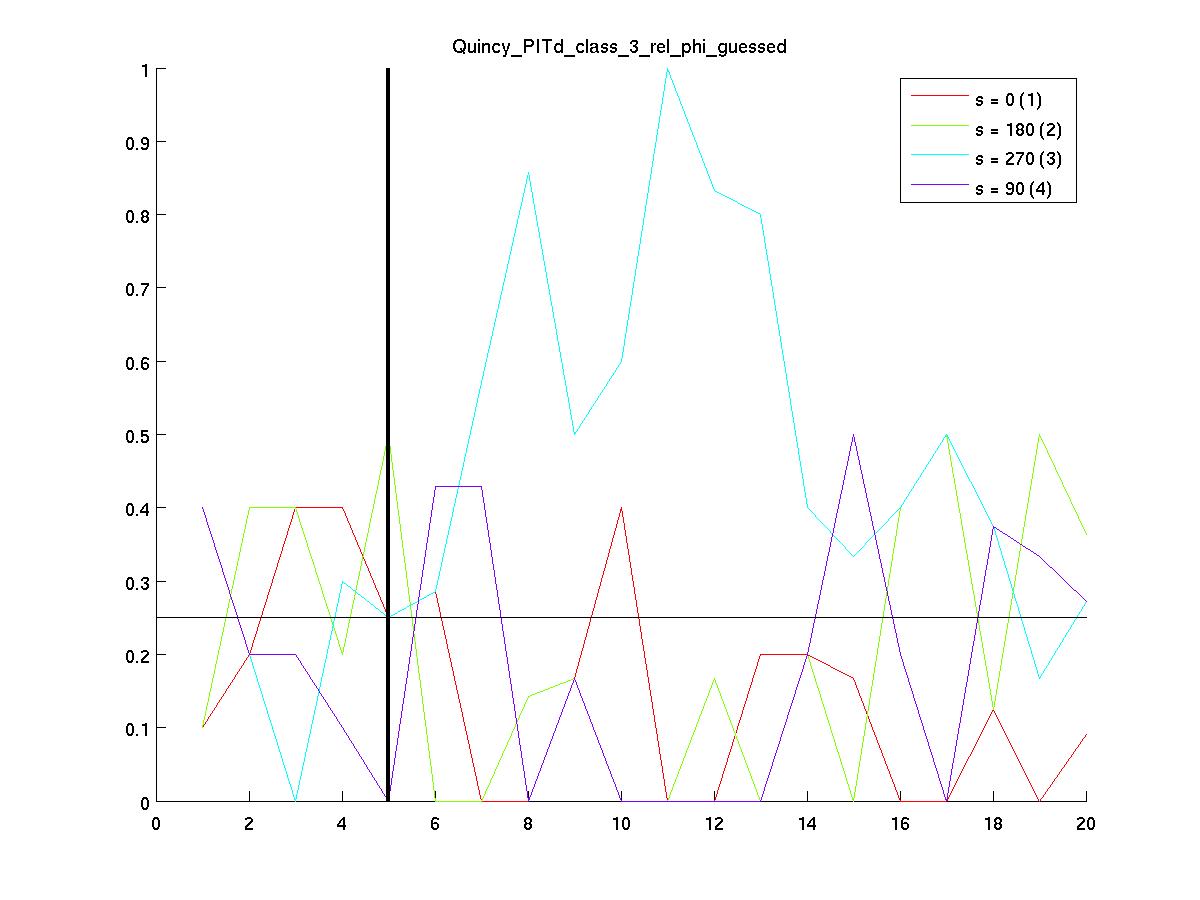 Quincy_PITd_class_3_rel_phi_guessed
1
0.9
0.8
0.7
0.6
0.5
0.4
0.3
0.2
0.1
0
0 2 4 6 8 10 12 14 16 18 20
s = 0 (1)
s = 180 (2)
s = 270 (3)
s = 90 (4)